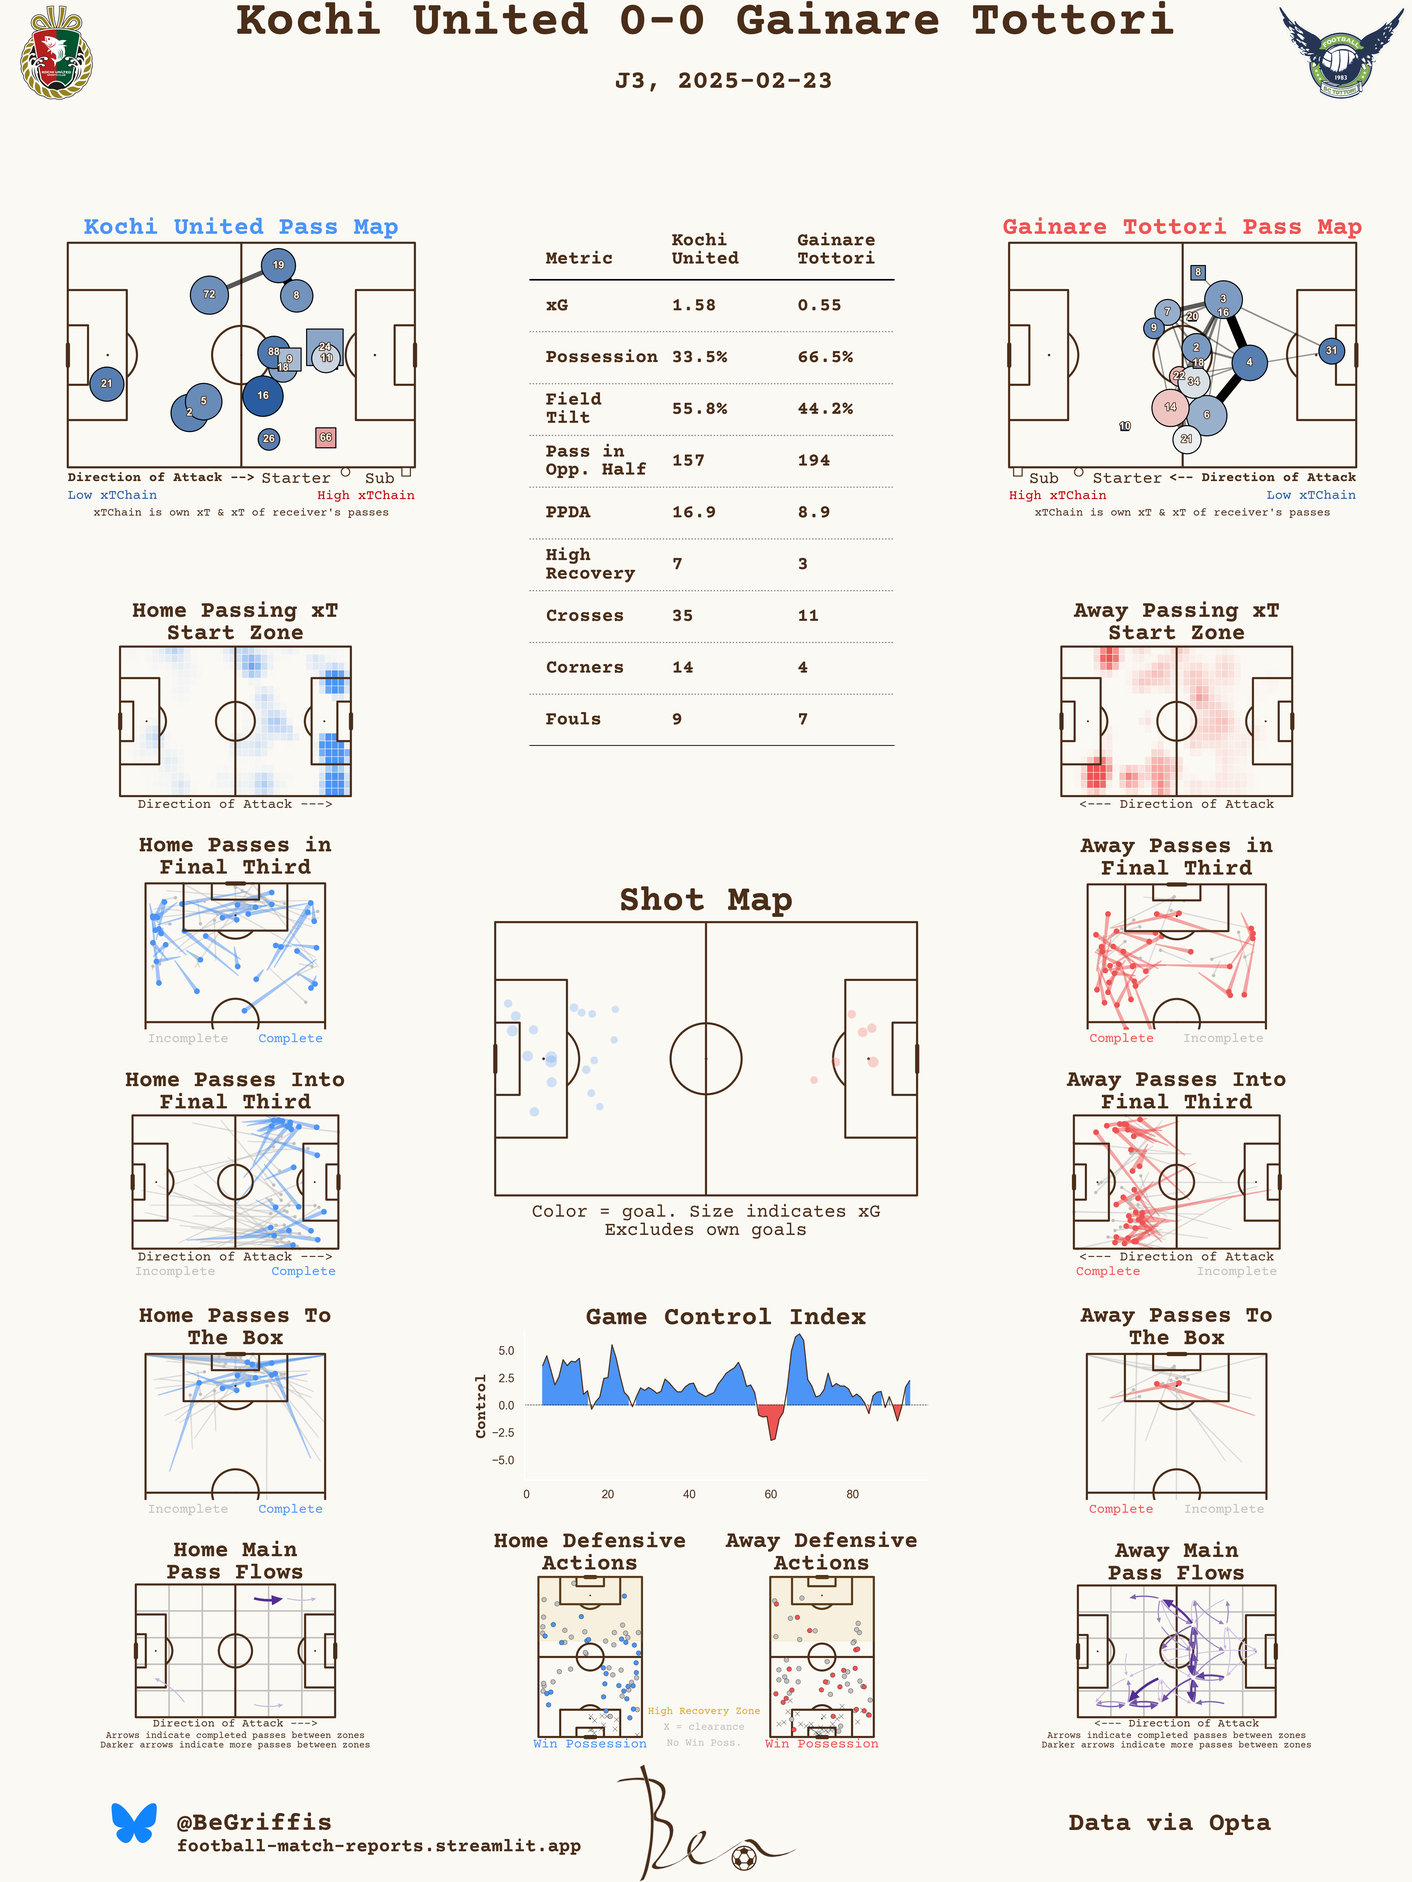 Kochi United 0-0 Gainare Tottori
J3, 2025-02-23
KOCHI UNITED
FOOTBALL
1983
Kochi United Pass Map
19
72
8
88
9
24
10
18
21
5
2
16
26
66
Direction of Attack --> Starter Sub
Low xTChain High xTChain
xTChain is own xT & xT of receiver's passes
Metric Kochi United Gainare Tottori
xG 1.58 0.55
Possession 33.5% 66.5%
Field Tilt 55.8% 44.2%
Pass in Opp. Half 157 194
PPDA 16.9 8.9
High Recovery 7 3
Crosses 35 11
Corners 14 4
Fouls 9 7
Gainare Tottori Pass Map
8
3
7
16
20
9
2
31
18
4
22
34
14
6
10
21
Sub Starter <-- Direction of Attack
High xTChain Low xTChain
xTChain is own xT & xT of receiver's passes
Home Passing xT
Start Zone
Direction of Attack --->
Away Passing xT
Start Zone
<--- Direction of Attack
Home Passes in
Final Third
Incomplete Complete
Shot Map
Color = goal. Size indicates xG
Excludes own goals
Away Passes in
Final Third
Complete Incomplete
Home Passes Into
Final Third
Direction of Attack --->
Incomplete Complete
Away Passes Into
Final Third
<--- Direction of Attack
Complete Incomplete
Home Passes To
The Box
Incomplete Complete
Game Control Index
Control
5.0
2.5
0.0
−2.5
−5.0
0 20 40 60 80
Away Passes To
The Box
Complete Incomplete
Home Main
Pass Flows
Direction of Attack --->
Arrows indicate completed passes between zones
Darker arrows indicate more passes between zones
Home Defensive
Actions
Win Possession
High Recovery Zone
X = clearance
No Win Poss.
Away Defensive
Actions
Win Possession
Away Main
Pass Flows
<--- Direction of Attack
Arrows indicate completed passes between zones
Darker arrows indicate more passes between zones
@BeGriffis
football-match-reports.streamlit.app
Ben
Data via Opta